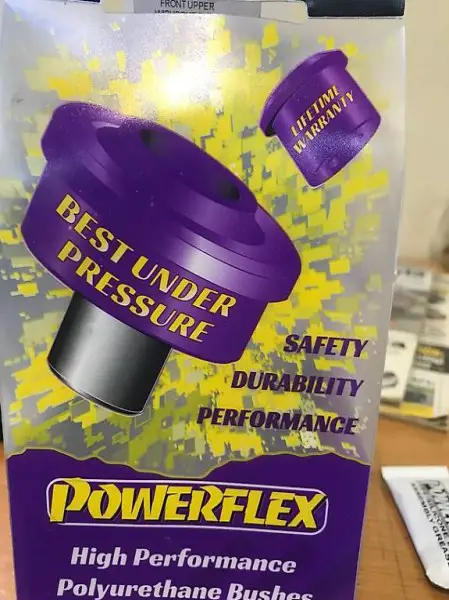 FRONT UPPER
BEST UNDER
PRESSURE
LIFETIME
WARRANTY
SAFETY
DURABILITY
PERFORMANCE
POWERFLEX
High Performance
Polyurethane Bushes